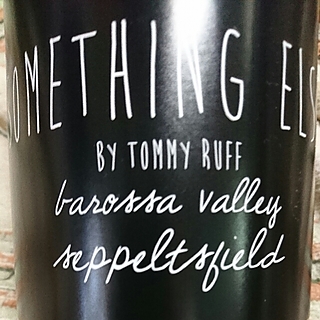 OMETHING ELS
BY TOMMY RUFF
barossa valley
seppeltsfield